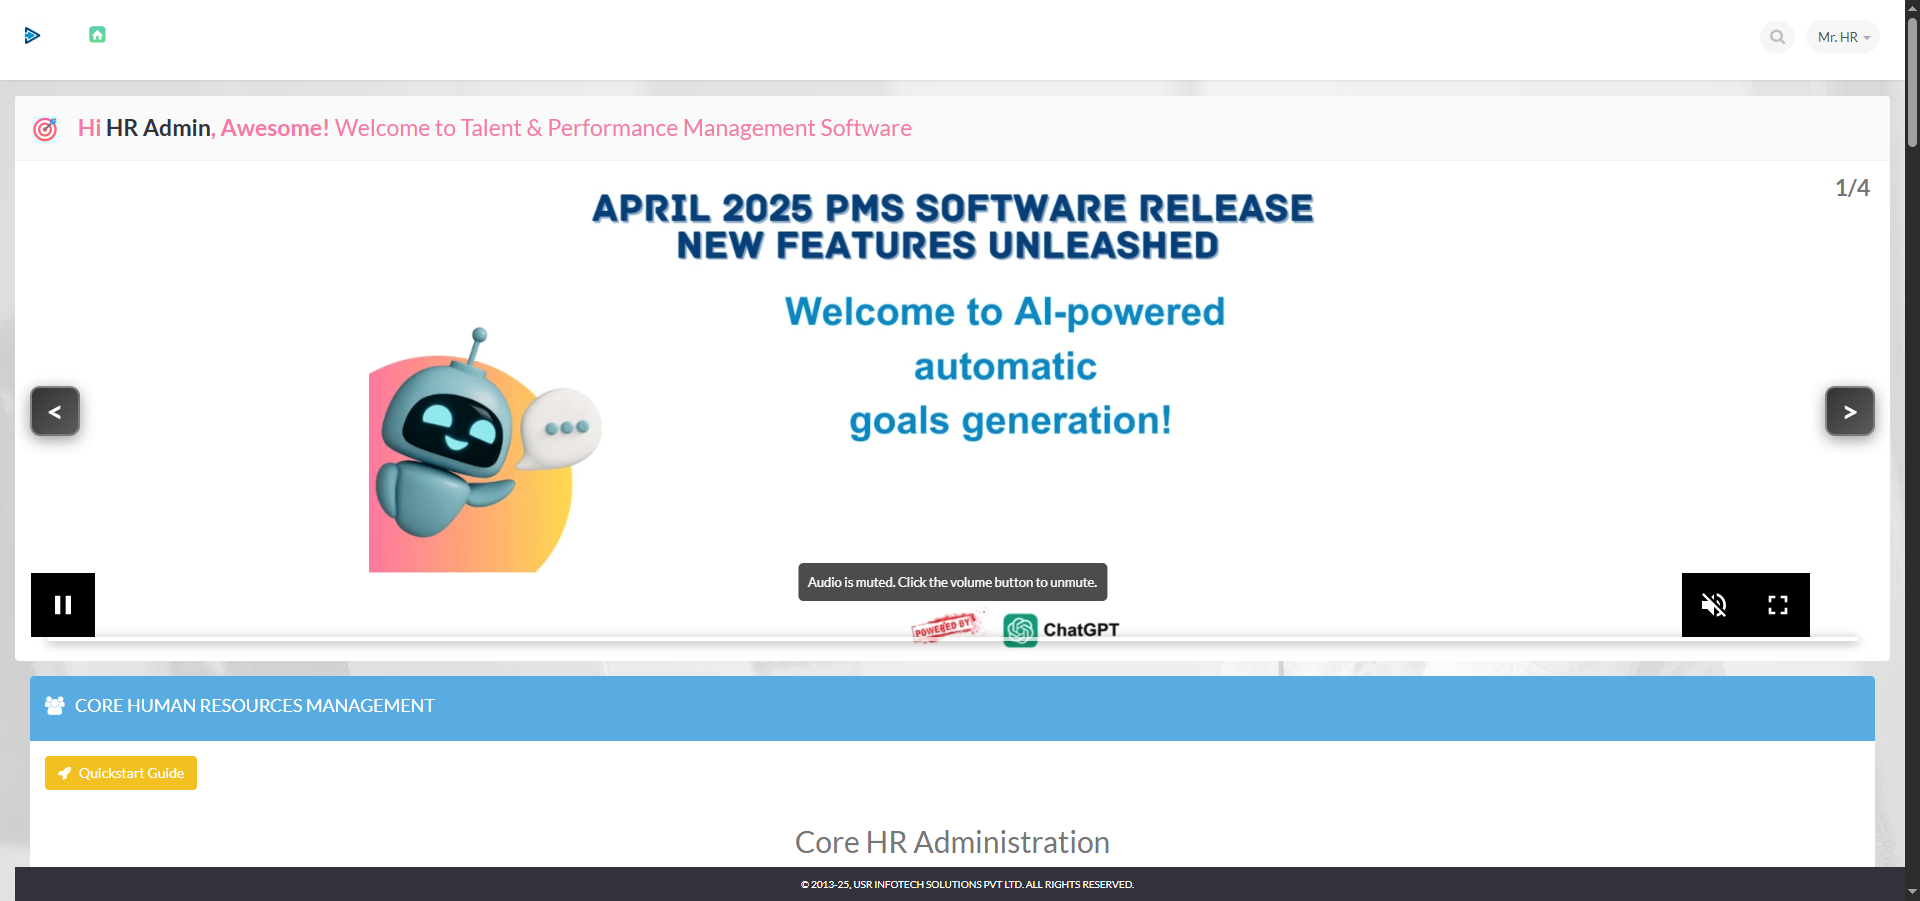 Mr. HR
Hi HR Admin, Awesome! Welcome to Talent & Performance Management Software
1/4
APRIL 2025 PMS SOFTWARE RELEASE
NEW FEATURES UNLEASHED
Welcome to AI-powered
automatic
goals generation!
<
>
Audio is muted. Click the volume button to unmute.
POWERED BY
ChatGPT
CORE HUMAN RESOURCES MANAGEMENT
Quickstart Guide
Core HR Administration
© 2013-25, USR INFOTECH SOLUTIONS PVT LTD. ALL RIGHTS RESERVED.